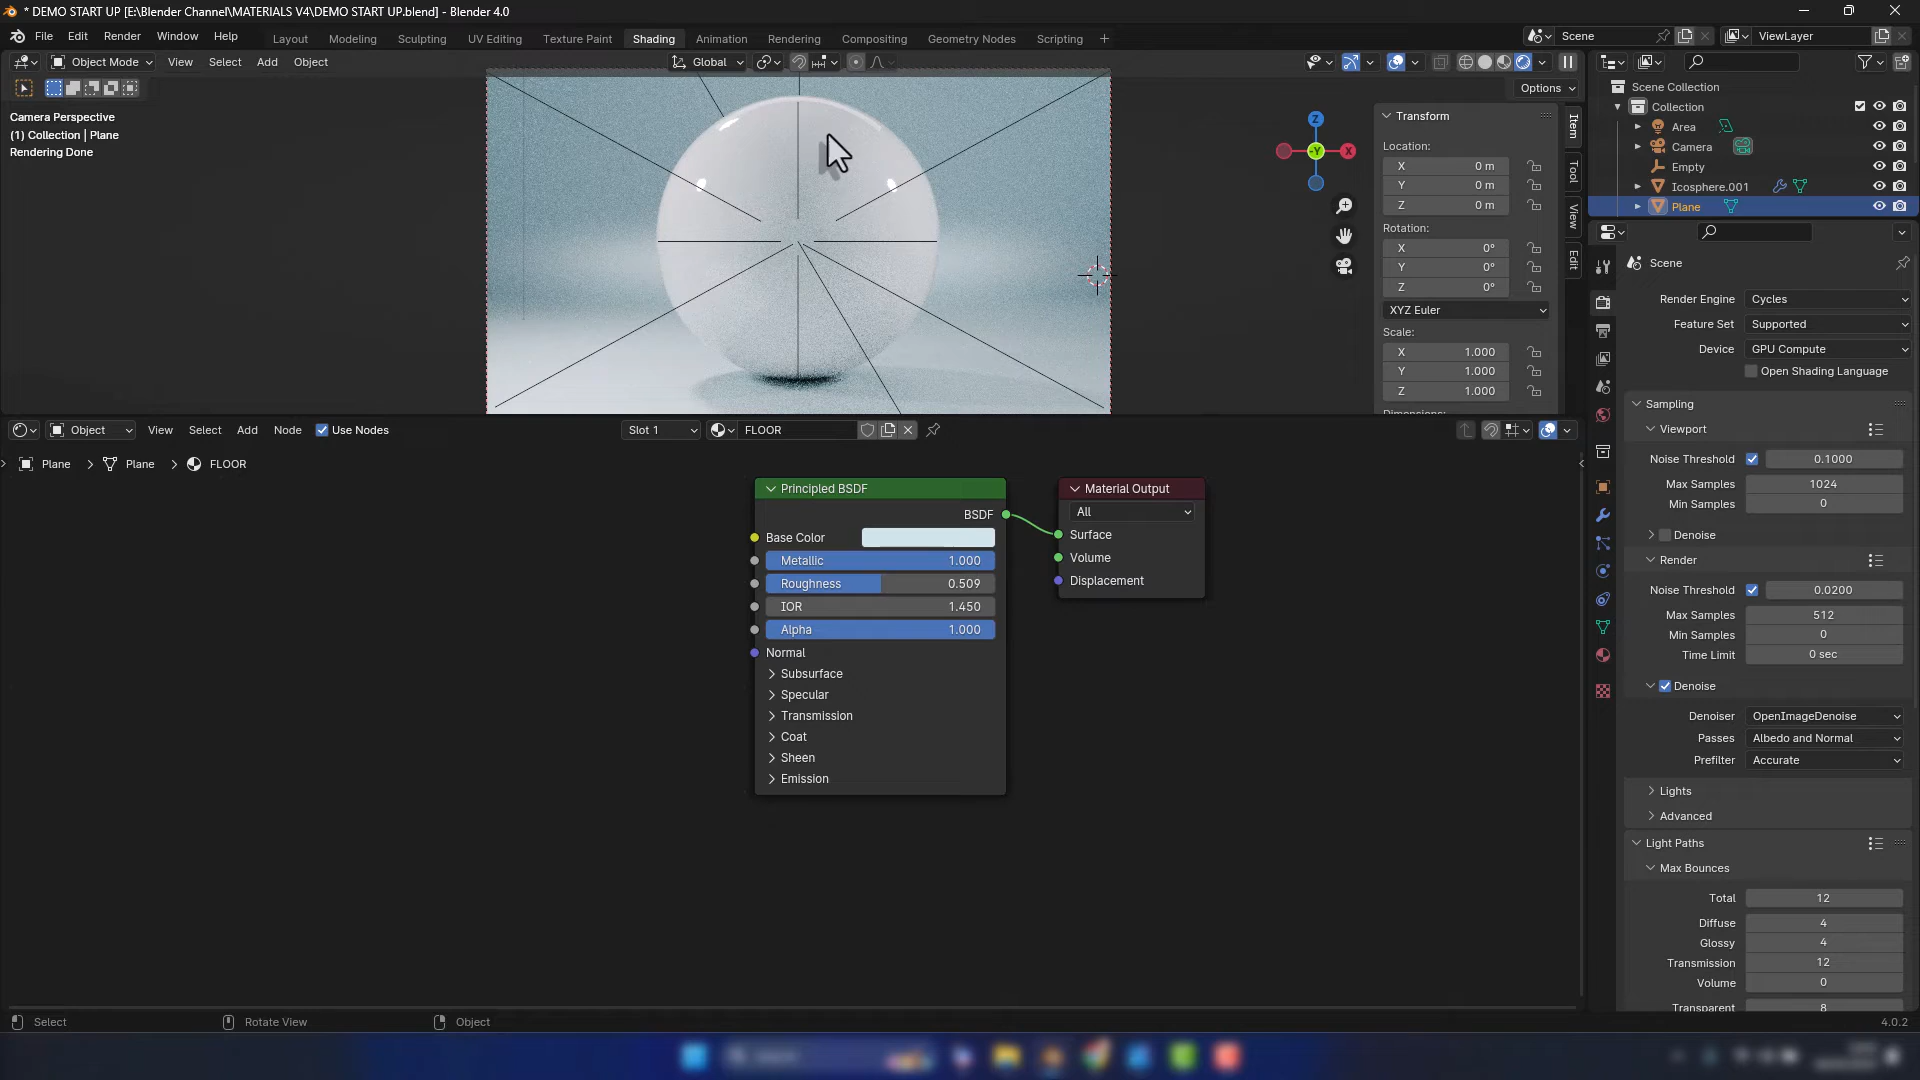 * DEMO START UP [E:\Blender Channel\MATERIALS V4\DEMO START UP.blend] - Blender 4.0
File Edit Render Window Help Layout Modeling Sculpting UV Editing Texture Paint Shading Animation Rendering Compositing Geometry Nodes Scripting + Scene ViewLayer
Object Mode View Select Add Object Global
Options
Camera Perspective
(1) Collection | Plane
Rendering Done
Z
-Y
X
Transform
Location:
X 0 m
Y 0 m
Z 0 m
Rotation:
X 0°
Y 0°
Z 0°
XYZ Euler
Scale:
X 1.000
Y 1.000
Z 1.000
Item
Tool
View
Edit
Scene Collection
Collection
Area
Camera
Empty
Icosphere.001
Plane
Object View Select Add Node Use Nodes Slot 1 FLOOR
Plane > Plane > FLOOR
Principled BSDF
BSDF
Base Color
Metallic 1.000
Roughness 0.509
IOR 1.450
Alpha 1.000
Normal
Subsurface
Specular
Transmission
Coat
Sheen
Emission
Material Output
All
Surface
Volume
Displacement
Scene
Render Engine Cycles
Feature Set Supported
Device GPU Compute
Open Shading Language
Sampling
Viewport
Noise Threshold 0.1000
Max Samples 1024
Min Samples 0
Denoise
Render
Noise Threshold 0.0200
Max Samples 512
Min Samples 0
Time Limit 0 sec
Denoise
Denoiser OpenImageDenoise
Passes Albedo and Normal
Prefilter Accurate
Lights
Advanced
Light Paths
Max Bounces
Total 12
Diffuse 4
Glossy 4
Transmission 12
Volume 0
Transparent 8
Select Rotate View Object 4.0.2